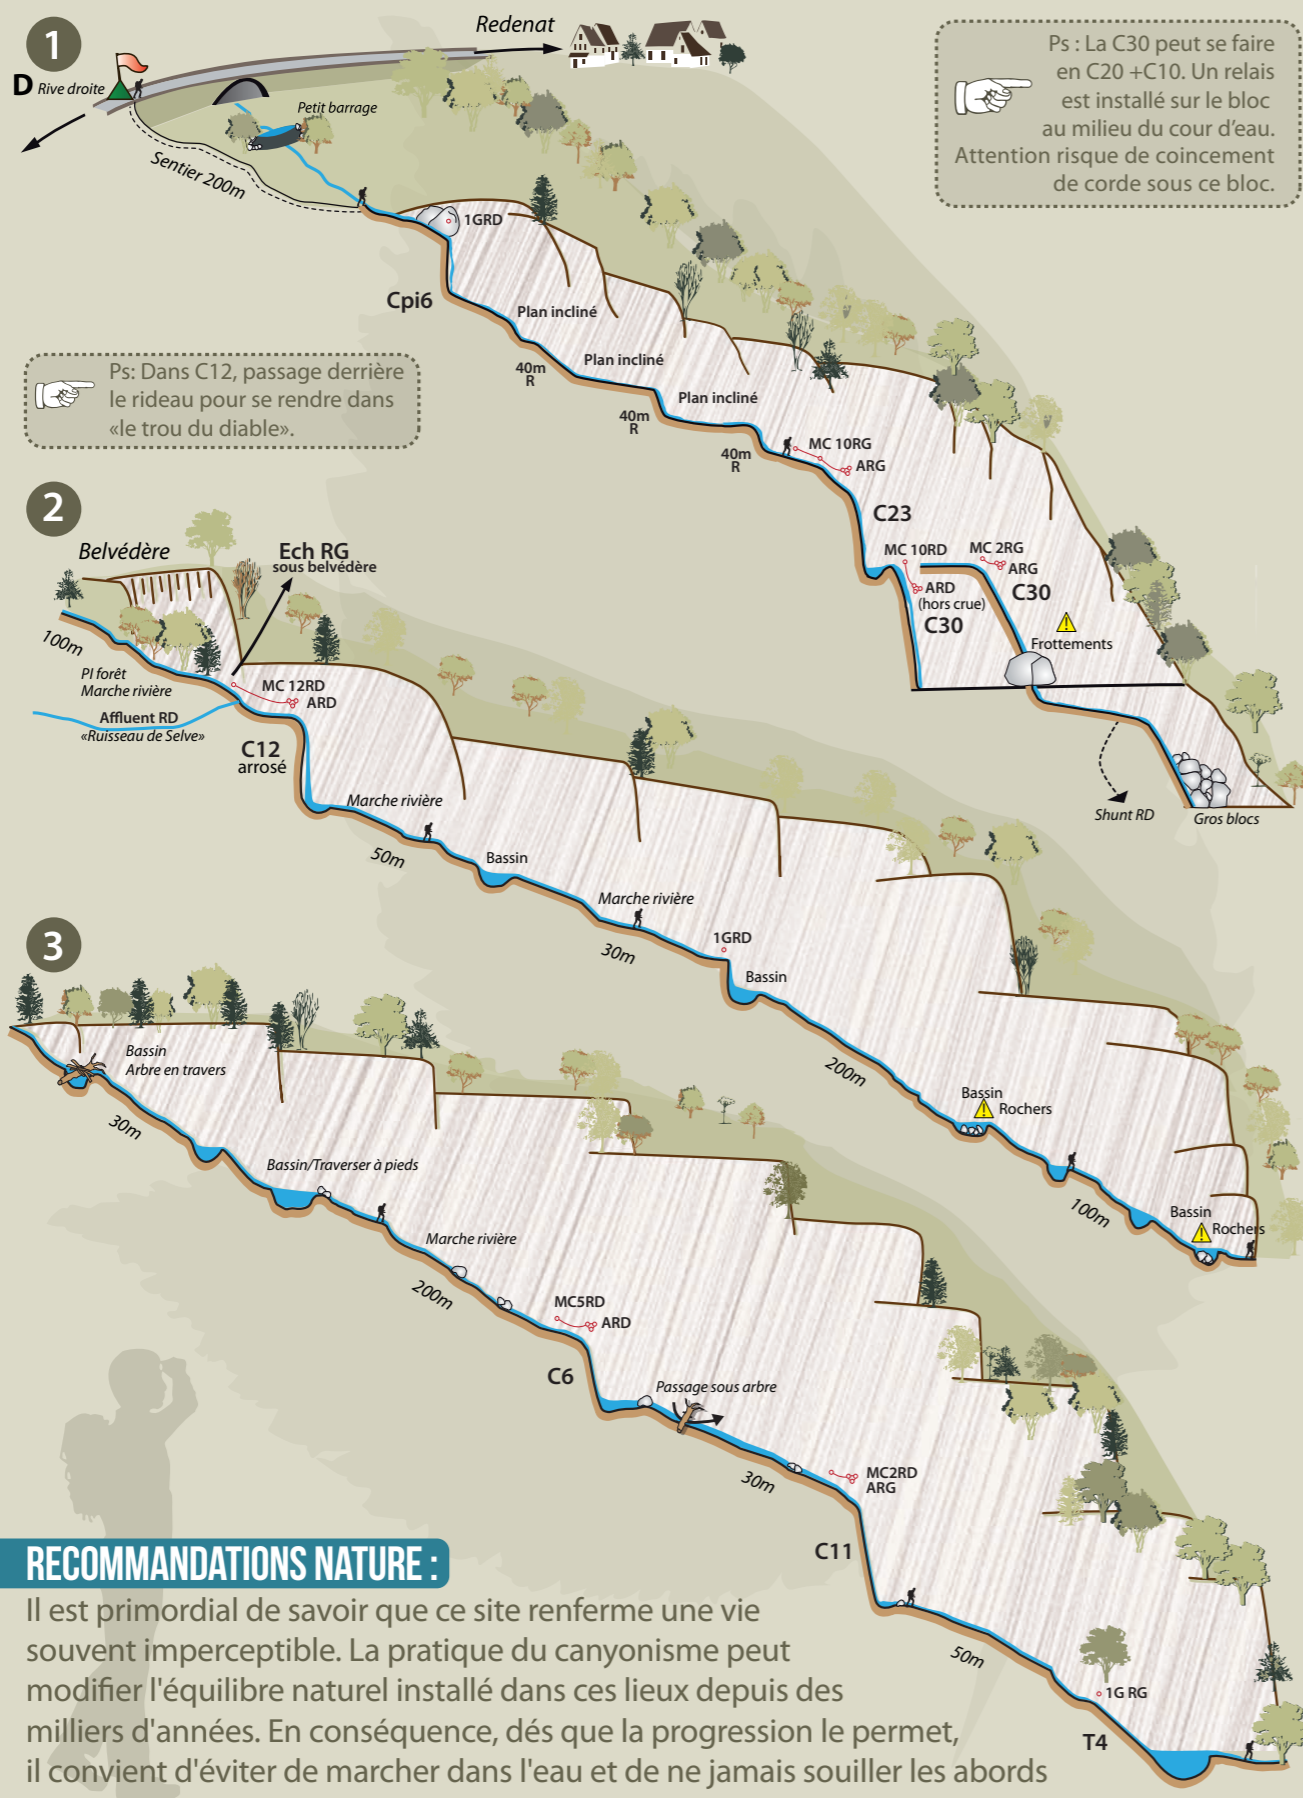 1
Redenat
D Rive droite
Petit barrage
Sentier 200m
Ps : La C30 peut se faire
en C20 +C10. Un relais
est installé sur le bloc
au milieu du cour d'eau.
Attention risque de coincement
de corde sous ce bloc.
1GRD
Cpi6
Plan incliné
40m
R
Plan incliné
40m
R
Plan incliné
40m
R
MC 10RG
ARG
C23
MC 10RD
ARD
(hors crue)
C30
MC 2RG
ARG
C30
Frottements
Shunt RD
Gros blocs
Ps: Dans C12, passage derrière
le rideau pour se rendre dans
«le trou du diable».
2
Belvédère
Ech RG
sous belvédère
100m
PI forêt
Marche rivière
Affluent RD
«Ruisseau de Selve»
MC 12RD
ARD
C12
arrosé
Marche rivière
50m
Bassin
Marche rivière
30m
1GRD
Bassin
200m
Bassin
Rochers
100m
Bassin
Rochers
3
Bassin
Arbre en travers
30m
Bassin/Traverser à pieds
Marche rivière
200m
MC5RD
ARD
C6
Passage sous arbre
30m
MC2RD
ARG
C11
50m
1G RG
T4
RECOMMANDATIONS NATURE :
Il est primordial de savoir que ce site renferme une vie
souvent imperceptible. La pratique du canyonisme peut
modifier l'équilibre naturel installé dans ces lieux depuis des
milliers d'années. En conséquence, dés que la progression le permet,
il convient d'éviter de marcher dans l'eau et de ne jamais souiller les abords